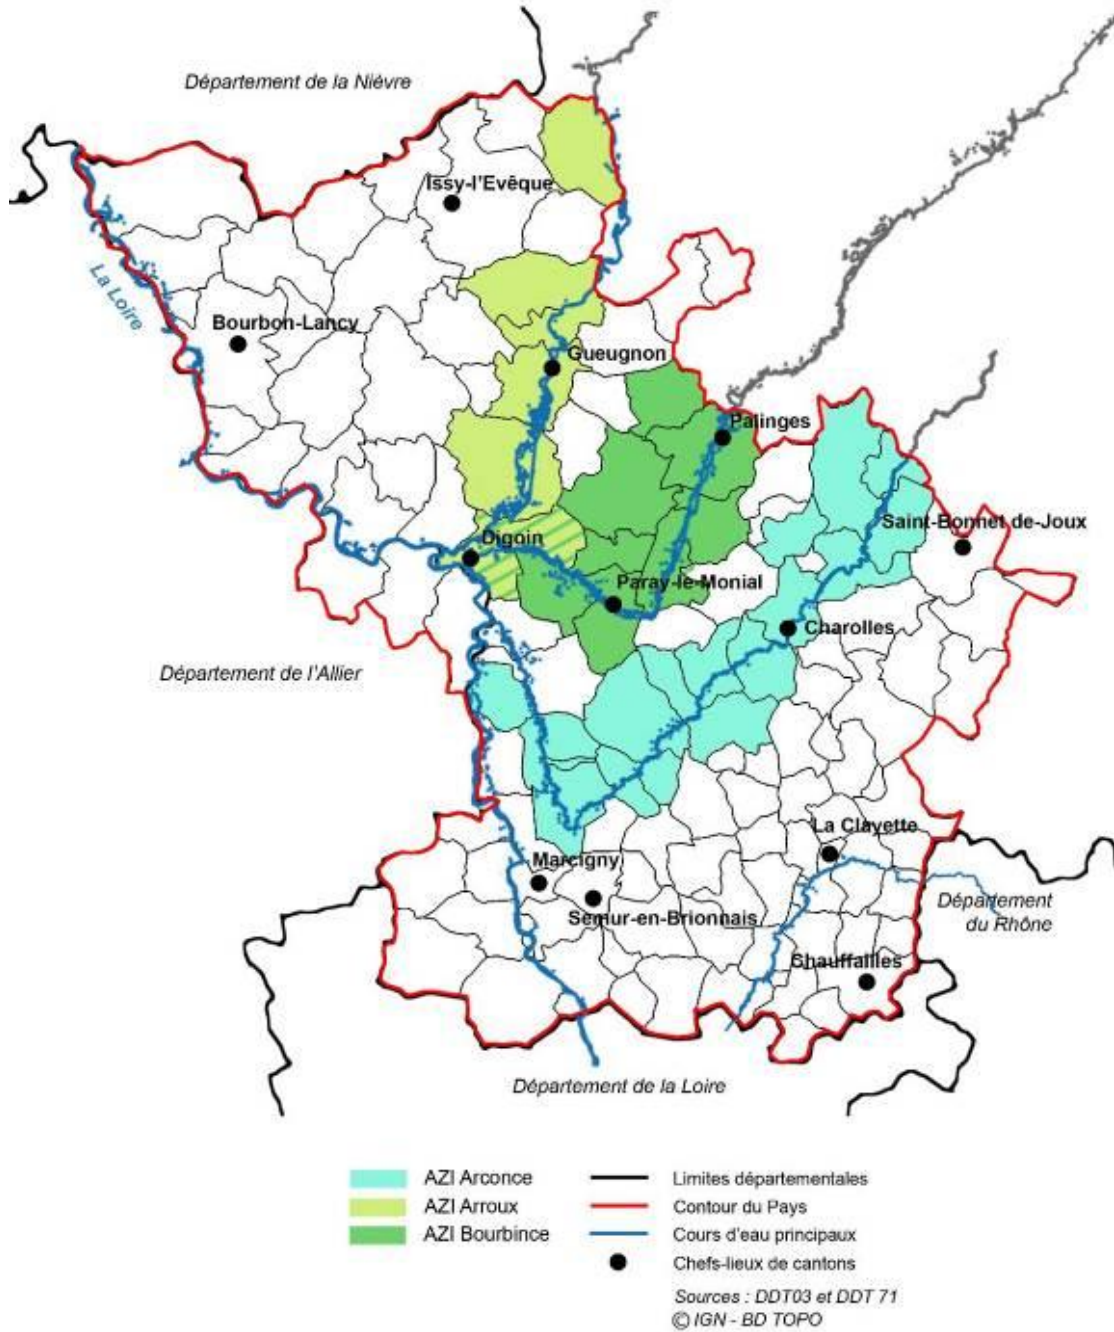 Département de la Nièvre
Issy-l'Evêque
La Loire
Bourbon-Lancy
Gueugnon
Palinges
Digoin
Saint-Bonnet de-Joux
Paray-le-Monial
Charolles
Département de l'Allier
La Clayette
Marcigny
Semur-en-Brionnais
Département
du Rhône
Chauffailles
Département de la Loire
AZI Arconce
AZI Arroux
AZI Bourbince
Limites départementales
Contour du Pays
Cours d'eau principaux
Chefs-lieux de cantons
Sources : DDT03 et DDT 71
© IGN - BD TOPO